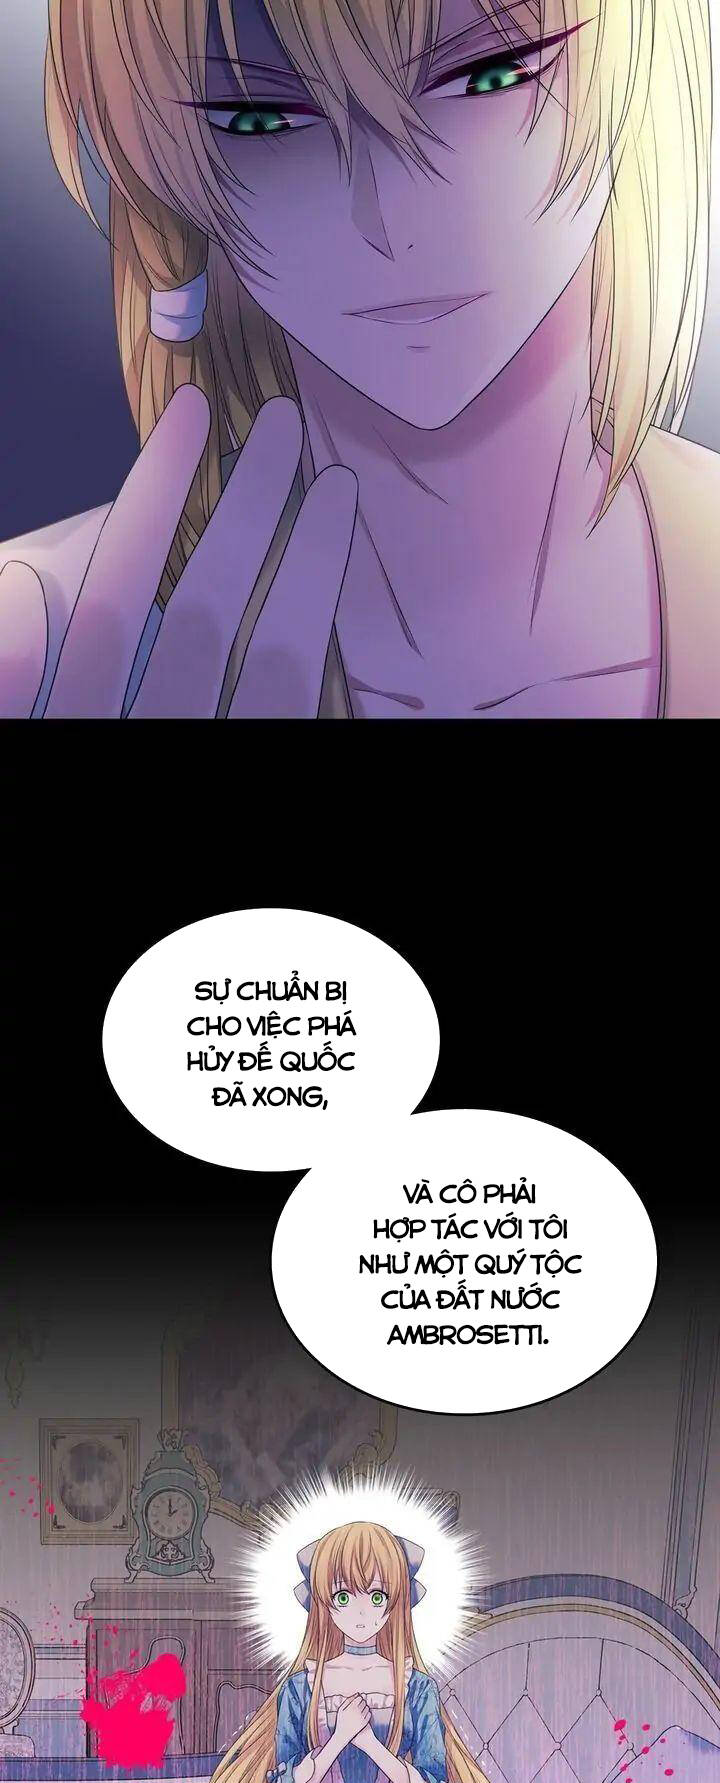 SỰ CHUẨN BỊ
CHO VIỆC PHÁ
HỦY ĐẾ QUỐC
ĐÃ XONG,
VÀ CÔ PHẢI
HỢP TÁC VỚI TÔI
NHƯ MỘT QUÝ TỘC
CỦA ĐẤT NƯỚC
AMBROSETTI.